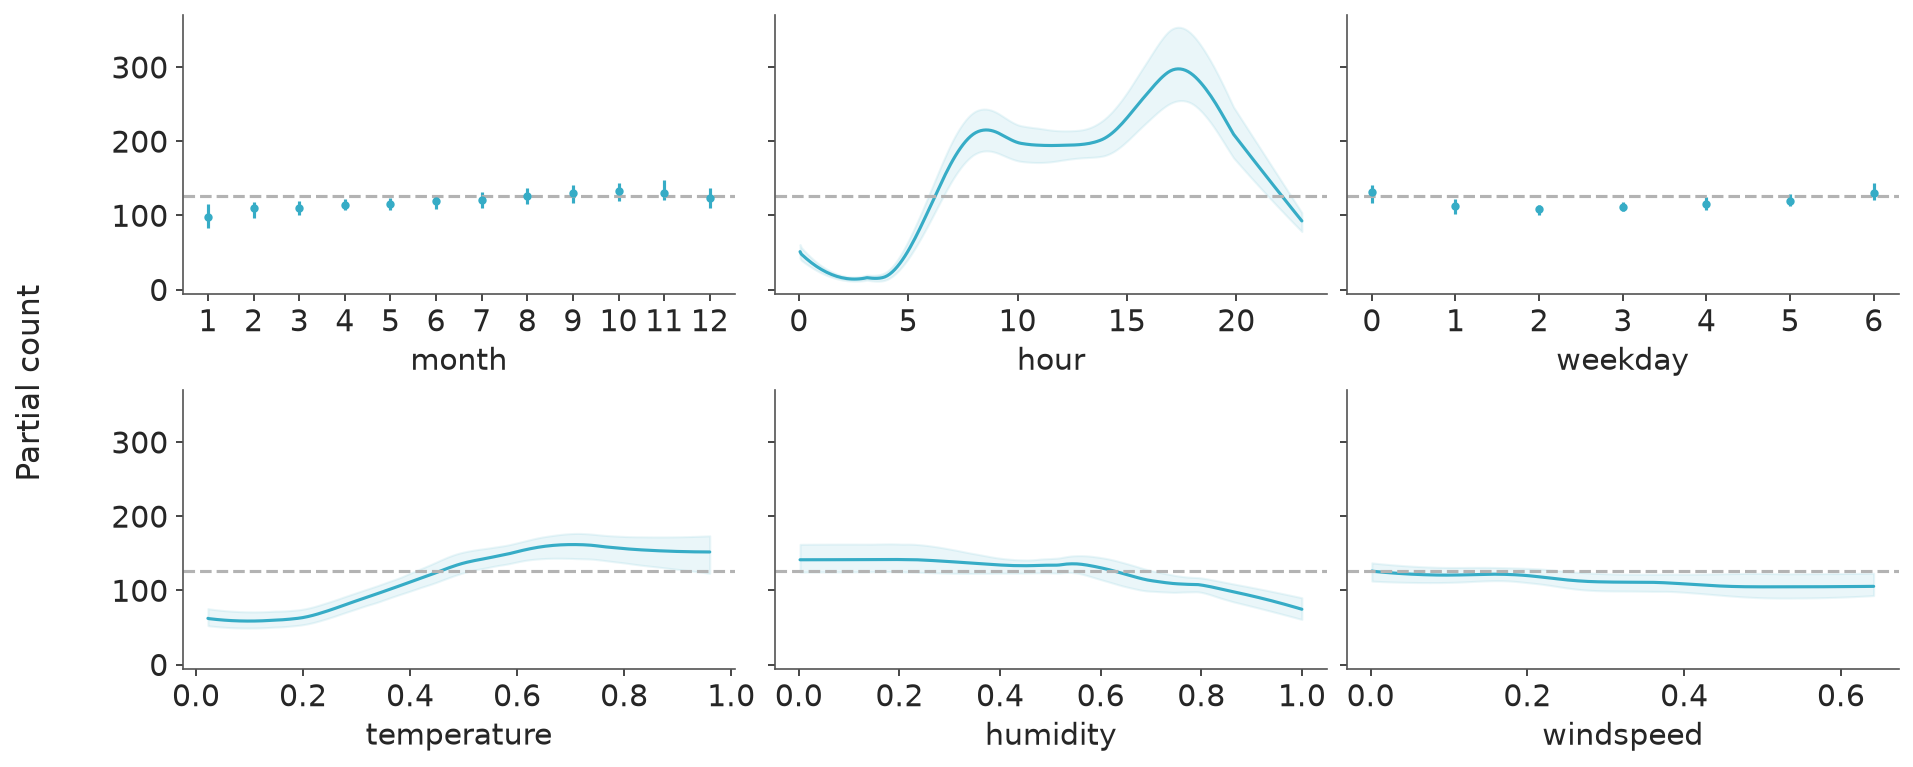 Partial count
300
200
100
0
1 2 3 4 5 6 7 8 9 10 11 12
month
0 5 10 15 20
hour
0 1 2 3 4 5 6
weekday
300
200
100
0
0.0 0.2 0.4 0.6 0.8 1.0
temperature
0.0 0.2 0.4 0.6 0.8 1.0
humidity
0.0 0.2 0.4 0.6
windspeed